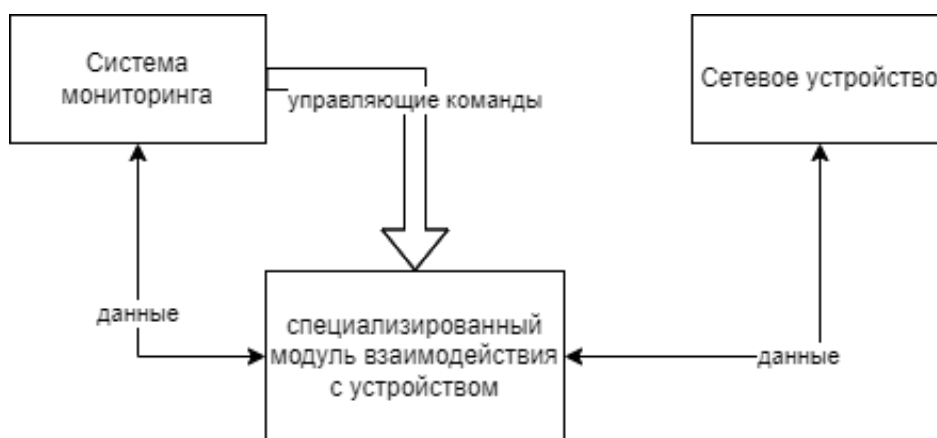 Система
мониторинга
управляющие команды
Сетевое устройство
данные
специализированный
модуль взаимодействия
с устройством
данные